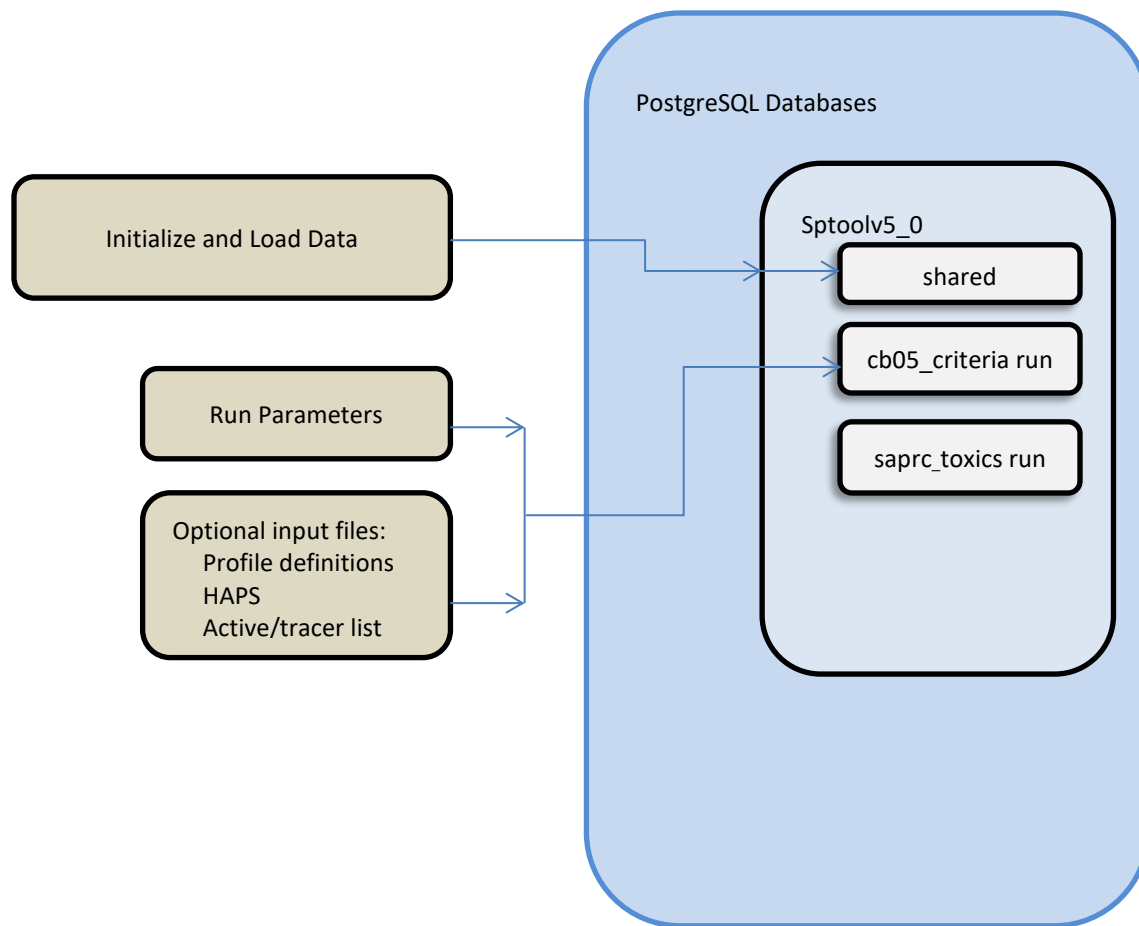 PostgreSQL Databases
Initialize and Load Data
Sptoolv5_0
shared
cb05_criteria run
Run Parameters
saprc_toxics run
Optional input files:
Profile definitions
HAPS
Active/tracer list